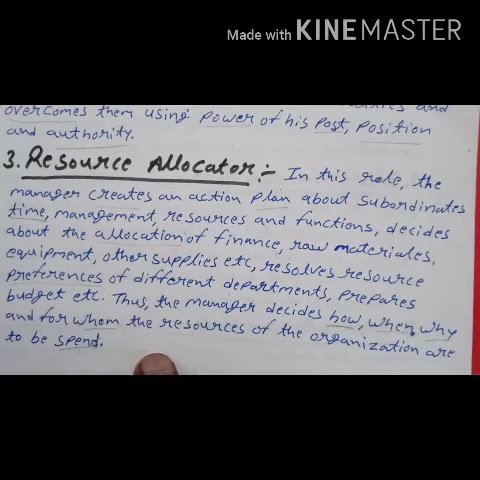 Made with KINEMASTER
and
overcomes them using power of his post, position
and authority.
3. Resource Allocator :- In this role, the
manager creates an action plan about subordinates
time, management, resources and functions, decides
about the allocation of finance, raw materiales,
equipment, other supplies etc, resolves resource
preferences of different departments, prepares
budget etc. Thus, the manager decides how, when, why
and for whom the resources of the organization are
to be spend.